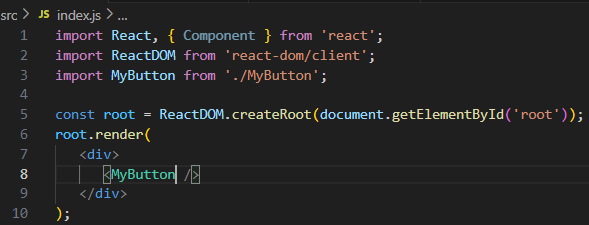 src > JS index.js > ...
1 import React, { Component } from 'react';
2 import ReactDOM from 'react-dom/client';
3 import MyButton from './MyButton';
4
5 const root = ReactDOM.createRoot(document.getElementById('root'));
6 root.render(
7 <div>
8 <MyButton />
9 </div>
10 );